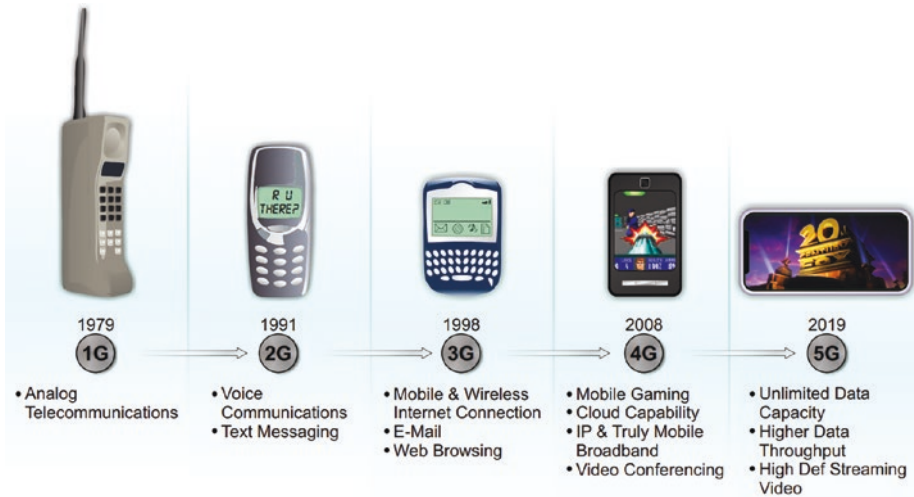 R U
THERE?
20
1979
1G
• Analog
Telecommunications
1991
2G
• Voice
Communications
• Text Messaging
1998
3G
• Mobile & Wireless
Internet Connection
• E-Mail
• Web Browsing
2008
4G
• Mobile Gaming
• Cloud Capability
• IP & Truly Mobile
Broadband
• Video Conferencing
2019
5G
• Unlimited Data
Capacity
• Higher Data
Throughput
• High Def Streaming
Video